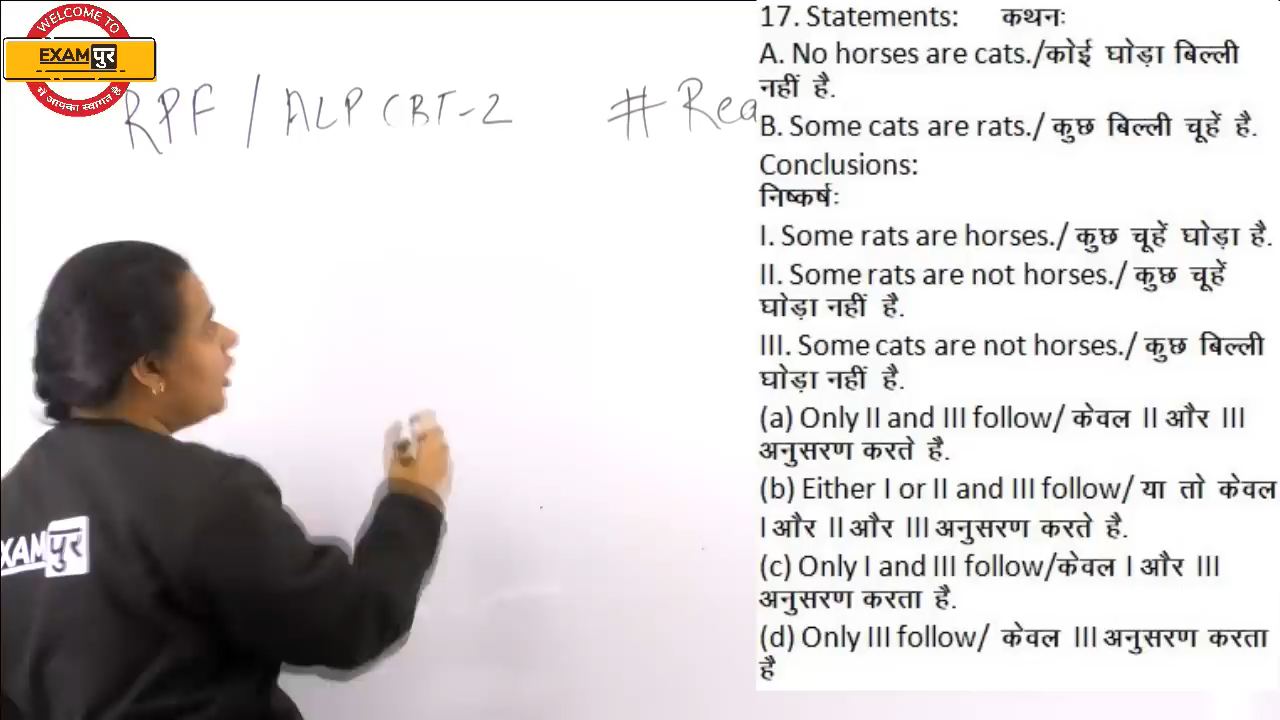 WELCOME TO
EXAMपुर
में आपका स्वागत है
RPF / ALP CBT-2 #Rea
XAMपुर
17. Statements: कथनः
A. No horses are cats./कोई घोड़ा बिल्ली
नहीं है.
B. Some cats are rats./ कुछ बिल्ली चूहें है.
Conclusions:
निष्कर्षः
I. Some rats are horses./ कुछ चूहें घोड़ा है.
II. Some rats are not horses./ कुछ चूहें
घोड़ा नहीं है.
III. Some cats are not horses./ कुछ बिल्ली
घोड़ा नहीं है.
(a) Only II and III follow/ केवल II और III
अनुसरण करते है.
(b) Either I or II and III follow/ या तो केवल
I और II और III अनुसरण करते है.
(c) Only I and III follow/केवल I और III
अनुसरण करता है.
(d) Only III follow/ केवल III अनुसरण करता
है